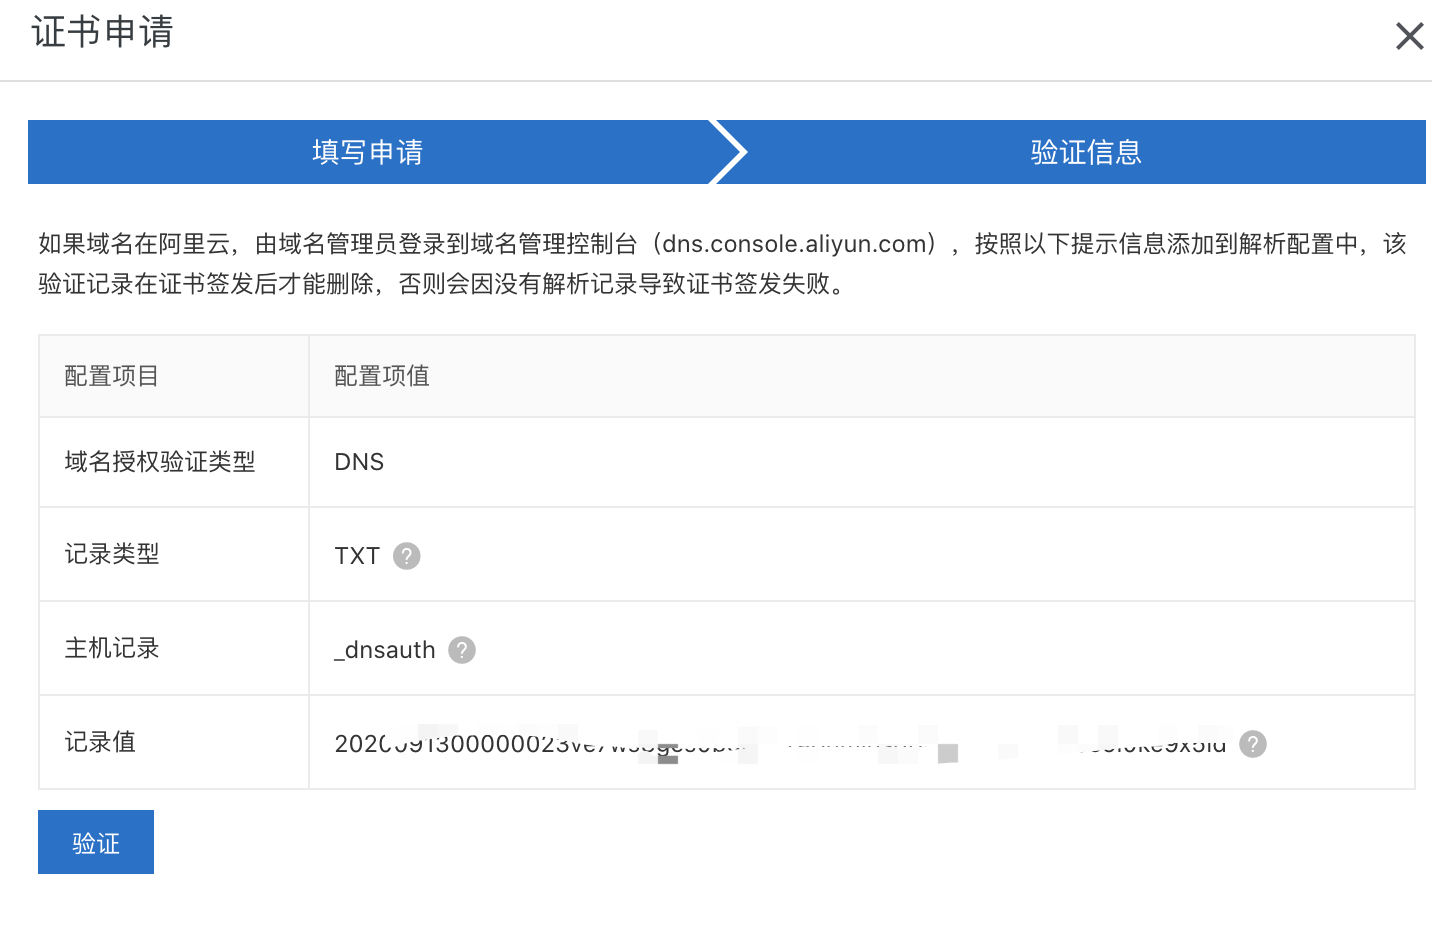 证书申请
填写申请
验证信息
如果域名在阿里云，由域名管理员登录到域名管理控制台（dns.console.aliyun.com），按照以下提示信息添加到解析配置中，该
验证记录在证书签发后才能删除，否则会因没有解析记录导致证书签发失败。
配置项目 配置项值
域名授权验证类型 DNS
记录类型 TXT ?
主机记录 _dnsauth ?
记录值 ?
验证